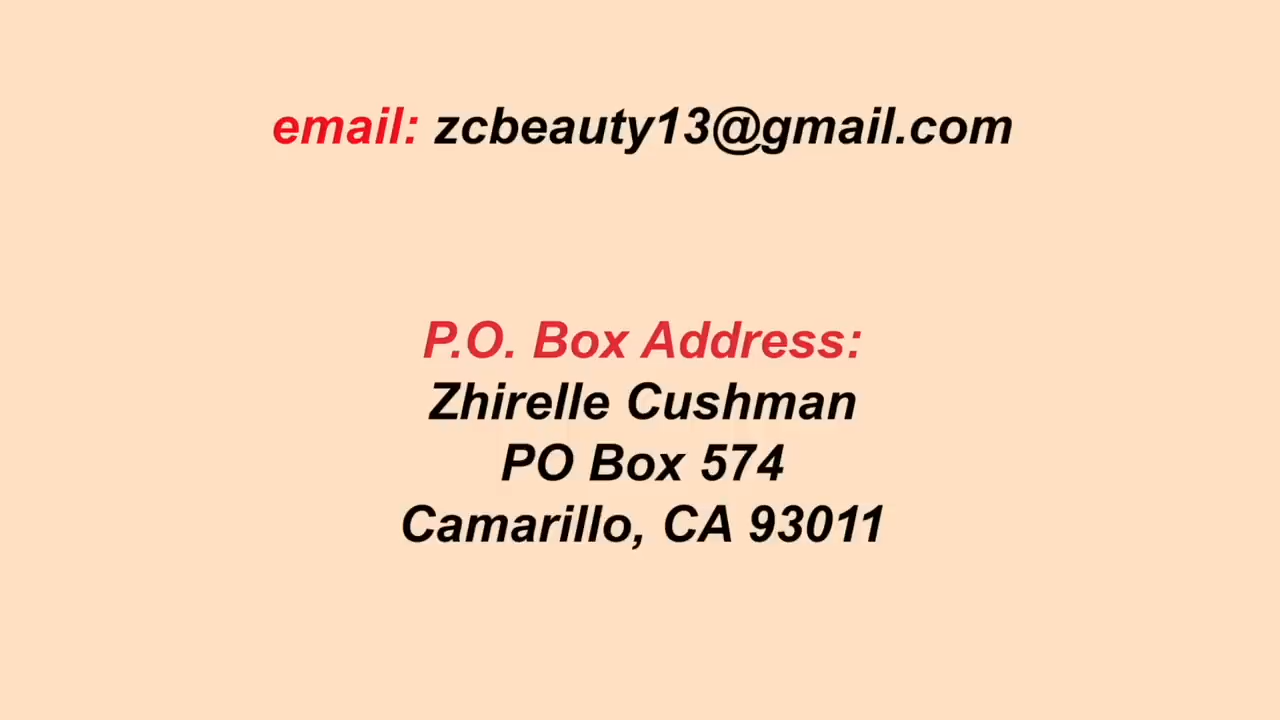 email: zcbeauty13@gmail.com
P.O. Box Address:
Zhirelle Cushman
PO Box 574
Camarillo, CA 93011